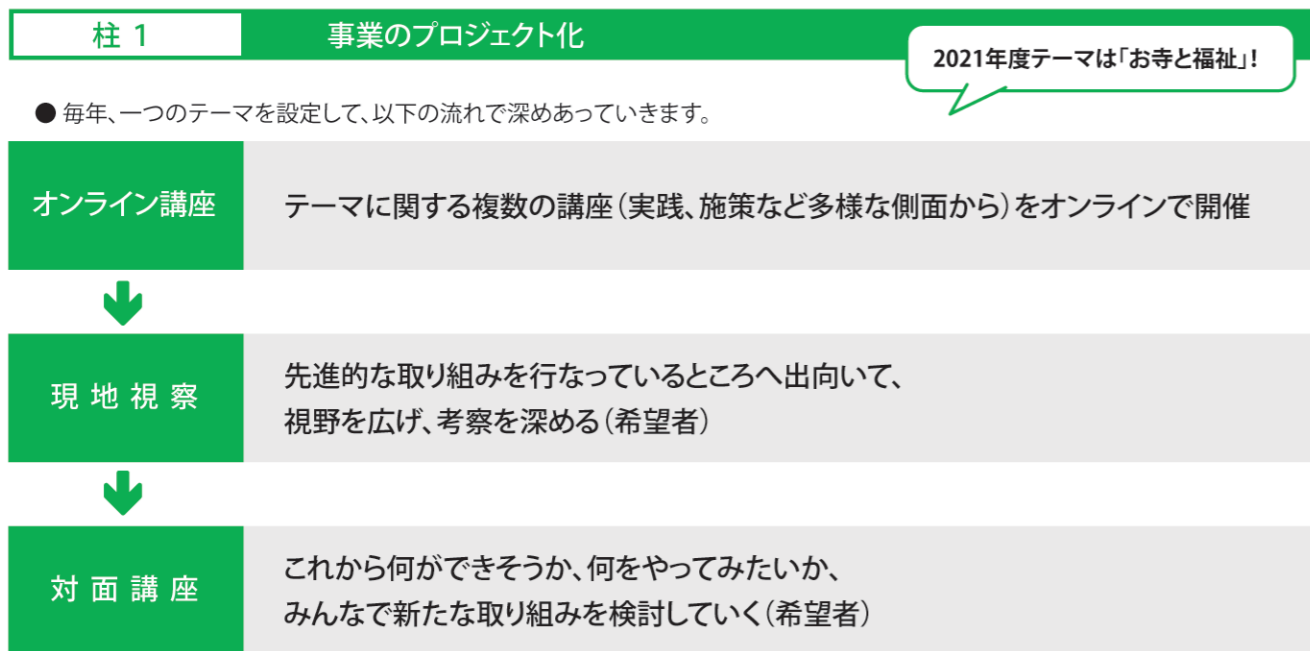 柱 1
事業のプロジェクト化
2021年度テーマは「お寺と福祉」!
● 毎年、一つのテーマを設定して、以下の流れで深めあっていきます。
オンライン講座
テーマに関する複数の講座(実践、施策など多様な側面から)をオンラインで開催
現地視察
先進的な取り組みを行なっているところへ出向いて、
視野を広げ、考察を深める(希望者)
対面講座
これから何ができそうか、何をやってみたいか、
みんなで新たな取り組みを検討していく(希望者)